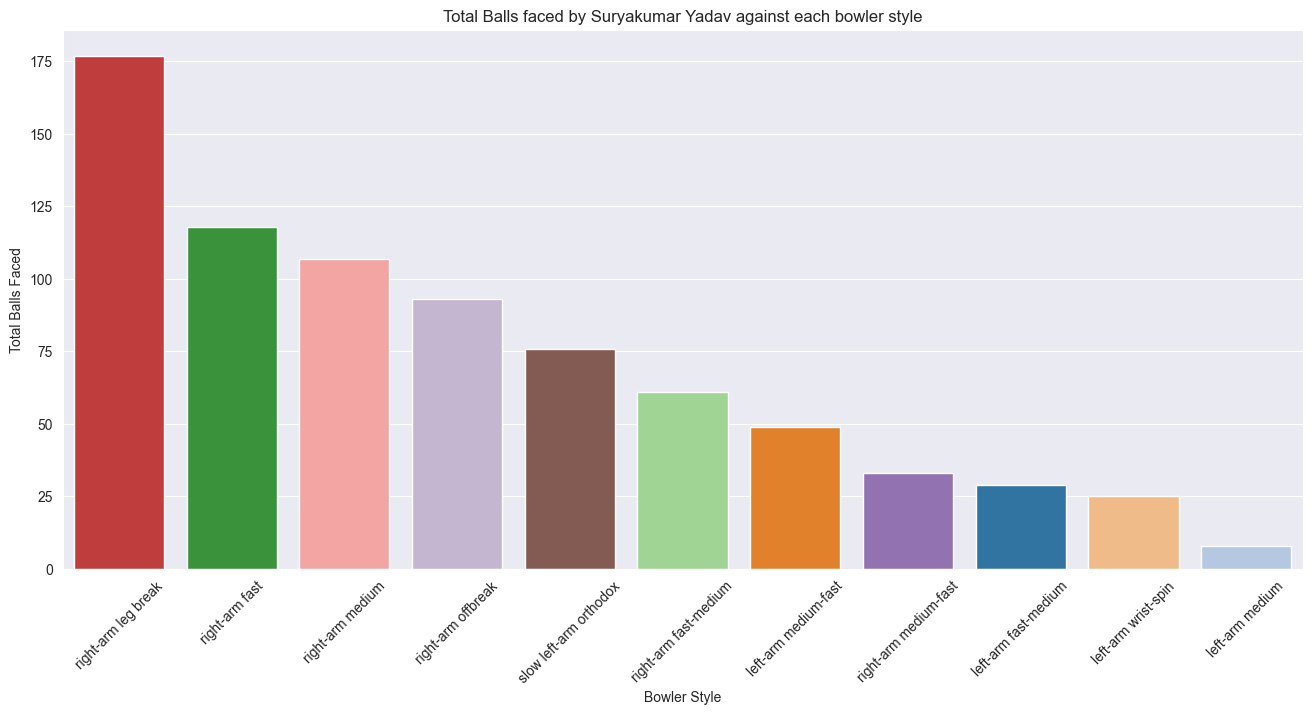 Total Balls faced by Suryakumar Yadav against each bowler style
Total Balls Faced
175
150
125
100
75
50
25
0
right-arm leg break
right-arm fast
right-arm medium
right-arm offbreak
slow left-arm orthodox
right-arm fast-medium
left-arm medium-fast
right-arm medium-fast
left-arm fast-medium
left-arm wrist-spin
left-arm medium
Bowler Style